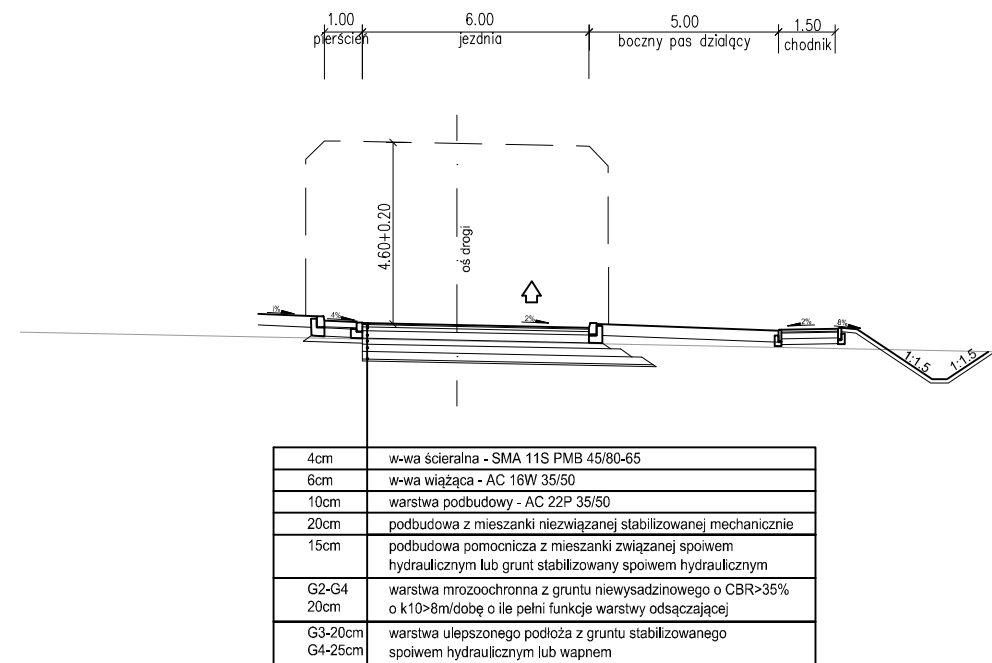 1.00 6.00 5.00 1.50
pierścień jezdnia boczny pas dzialący chodnik
4.60+0.20
oś drogi
1% 4% 2% 2% 8%
1:1.5 1:1.5
4cm w-wa ścieralna - SMA 11S PMB 45/80-65
6cm w-wa wiążąca - AC 16W 35/50
10cm warstwa podbudowy - AC 22P 35/50
20cm podbudowa z mieszanki niezwiązanej stabilizowanej mechanicznie
15cm podbudowa pomocnicza z mieszanki związanej spoiwem
hydraulicznym lub grunt stabilizowany spoiwem hydraulicznym
G2-G4 warstwa mrozoochronna z gruntu niewysadzinowego o CBR>35%
20cm o k10>8m/dobę o ile pełni funkcje warstwy odsączającej
G3-20cm warstwa ulepszonego podłoża z gruntu stabilizowanego
G4-25cm spoiwem hydraulicznym lub wapnem